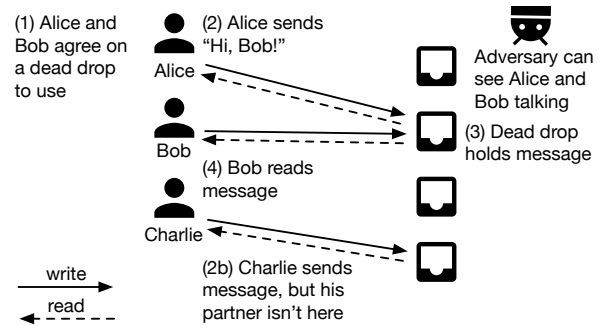 (1) Alice and
Bob agree on
a dead drop
to use
(2) Alice sends
“Hi, Bob!”
Alice
Adversary can
see Alice and
Bob talking
(3) Dead drop
holds message
Bob
(4) Bob reads
message
Charlie
(2b) Charlie sends
message, but his
partner isn’t here
write
read